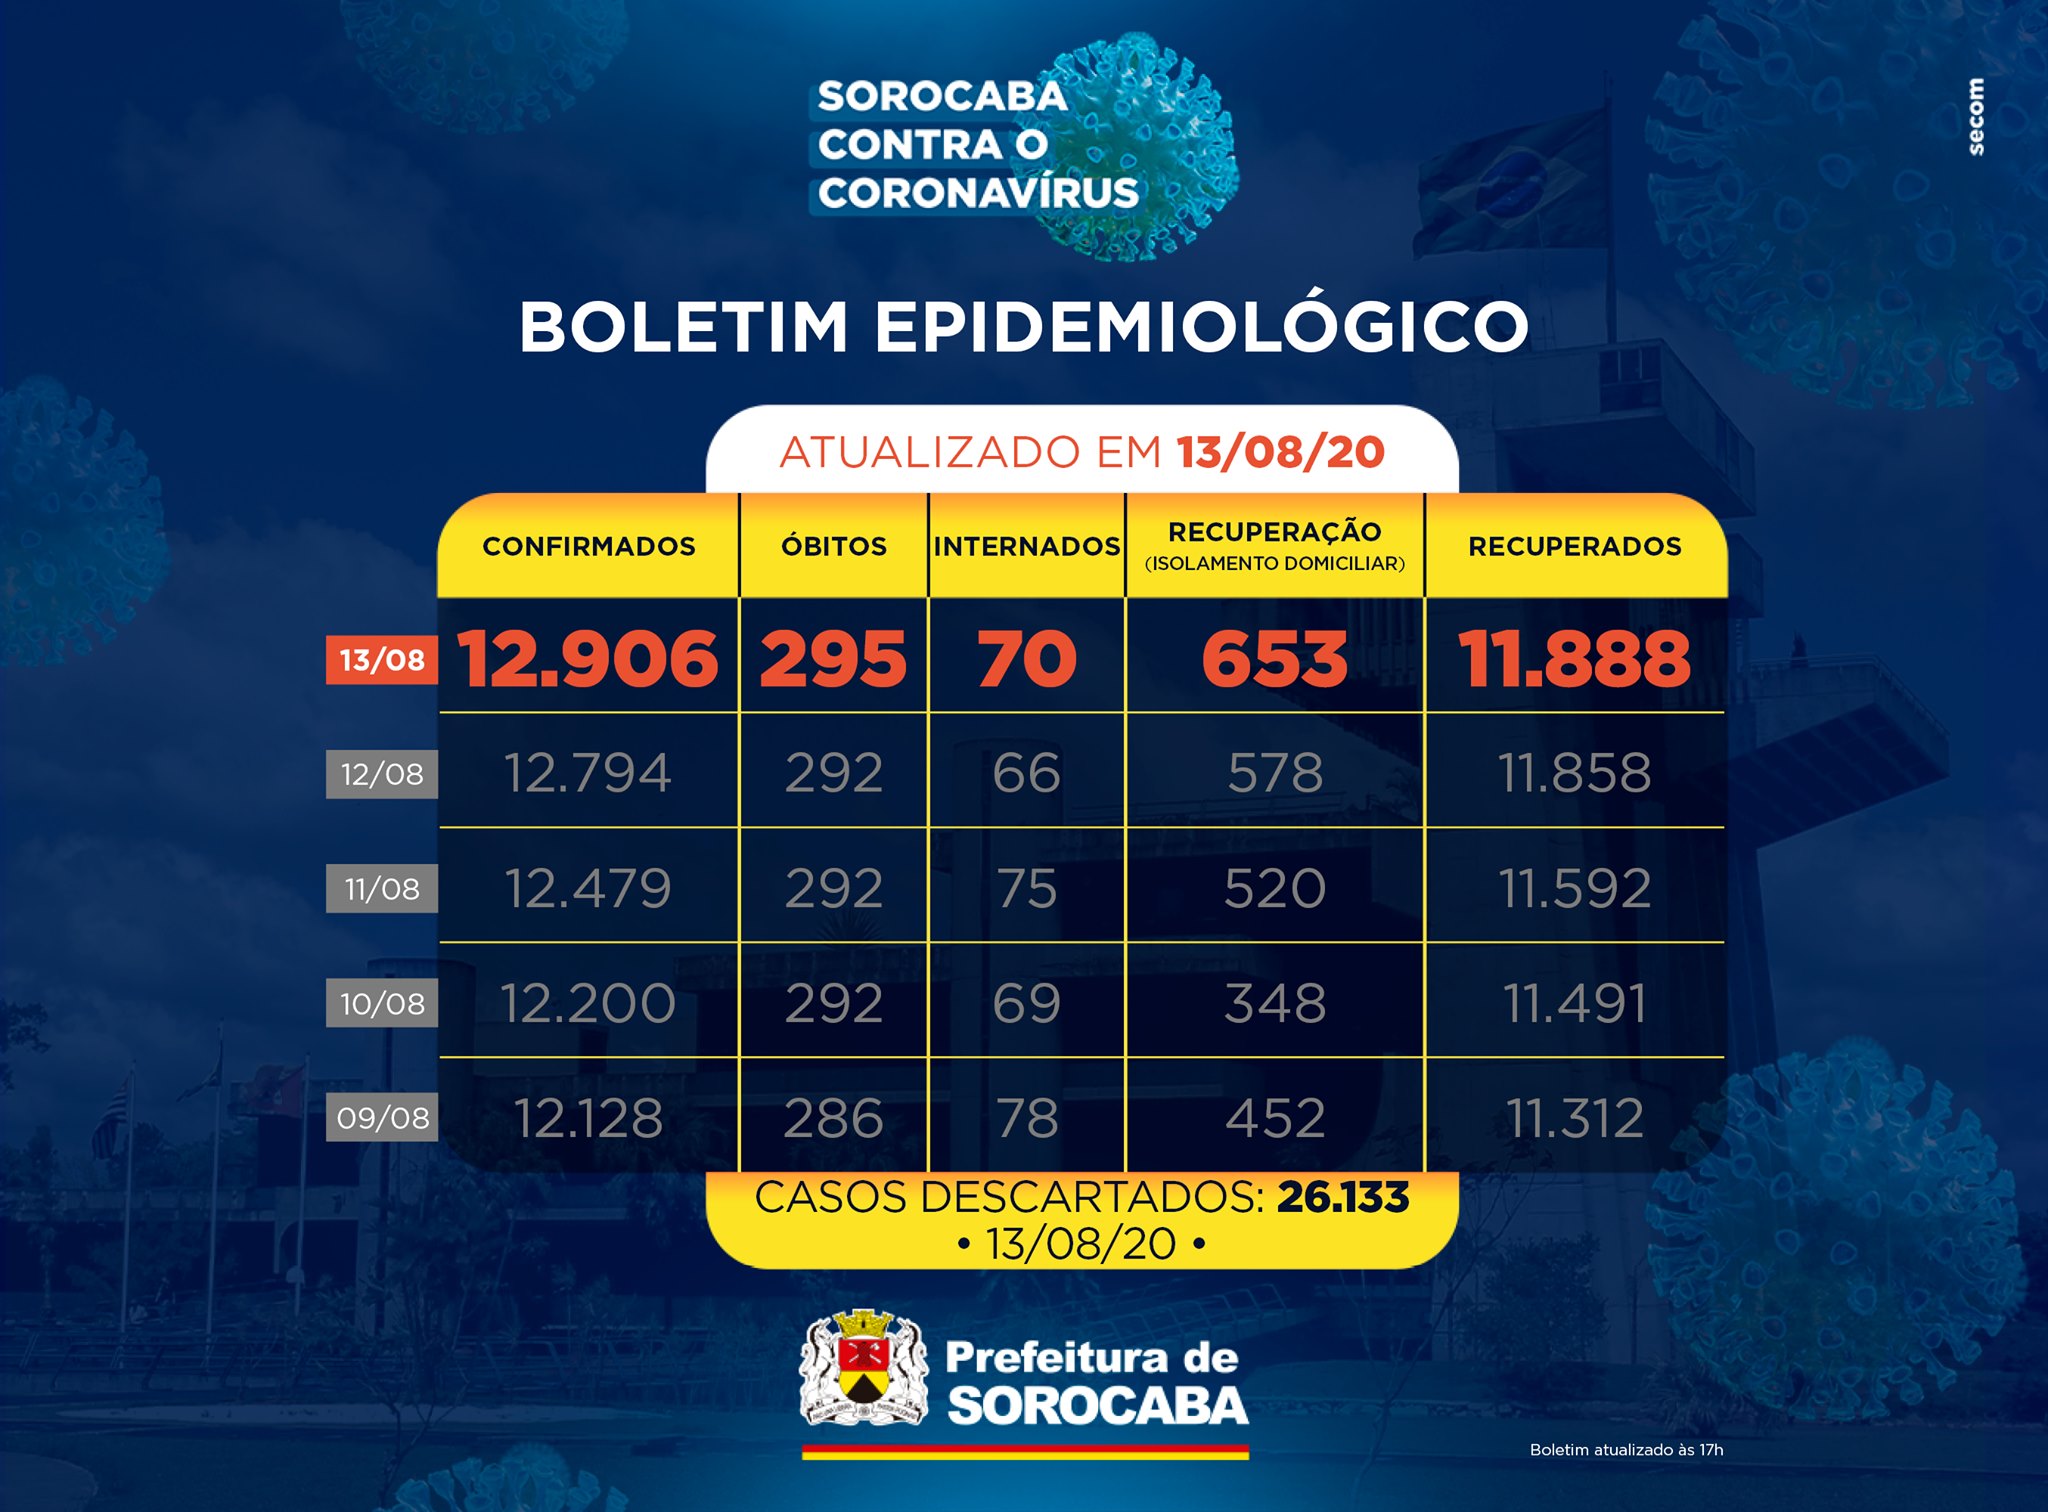 secom
SOROCABA
CONTRA O
CORONAVÍRUS
BOLETIM EPIDEMIOLÓGICO
ATUALIZADO EM 13/08/20
CONFIRMADOS ÓBITOS INTERNADOS RECUPERAÇÃO (ISOLAMENTO DOMICILIAR) RECUPERADOS
13/08 12.906 295 70 653 11.888
12/08 12.794 292 66 578 11.858
11/08 12.479 292 75 520 11.592
10/08 12.200 292 69 348 11.491
09/08 12.128 286 78 452 11.312
CASOS DESCARTADOS: 26.133
• 13/08/20 •
Prefeitura de
SOROCABA
Boletim atualizado às 17h